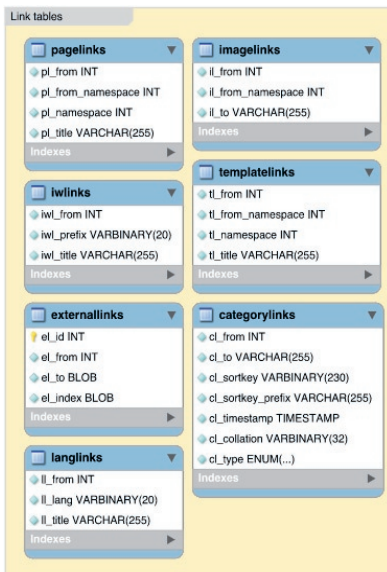 Link tables
pagelinks
pl_from INT
pl_from_namespace INT
pl_namespace INT
pl_title VARCHAR(255)
Indexes
iwlinks
iwl_from INT
iwl_prefix VARBINARY(20)
iwl_title VARCHAR(255)
Indexes
externallinks
el_id INT
el_from INT
el_to BLOB
el_index BLOB
Indexes
langlinks
ll_from INT
ll_lang VARBINARY(20)
ll_title VARCHAR(255)
Indexes
imagelinks
il_from INT
il_from_namespace INT
il_to VARCHAR(255)
Indexes
templatelinks
tl_from INT
tl_from_namespace INT
tl_namespace INT
tl_title VARCHAR(255)
Indexes
categorylinks
cl_from INT
cl_to VARCHAR(255)
cl_sortkey VARBINARY(230)
cl_sortkey_prefix VARCHAR(255)
cl_timestamp TIMESTAMP
cl_collation VARBINARY(32)
cl_type ENUM(...)
Indexes